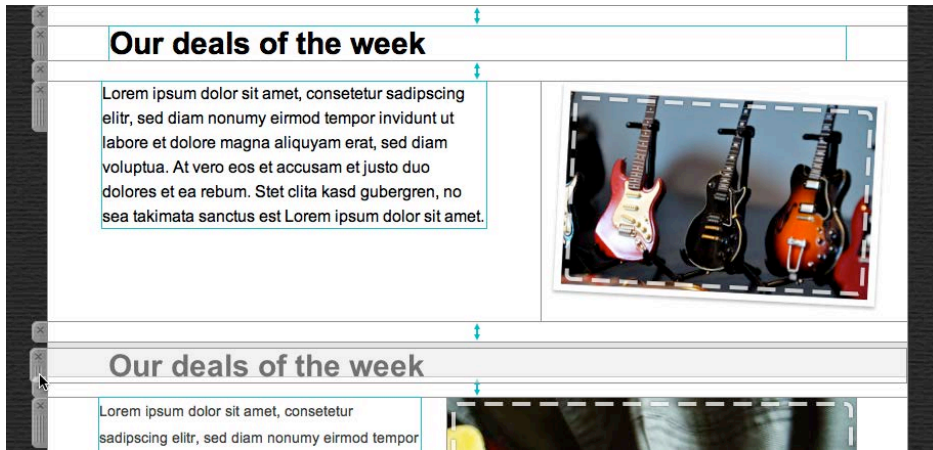 Our deals of the week
Lorem ipsum dolor sit amet, consetetur sadipscing
elitr, sed diam nonumy eirmod tempor invidunt ut
labore et dolore magna aliquyam erat, sed diam
voluptua. At vero eos et accusam et justo duo
dolores et ea rebum. Stet clita kasd gubergren, no
sea takimata sanctus est Lorem ipsum dolor sit amet.
Our deals of the week
Lorem ipsum dolor sit amet, consetetur
sadipscing elitr, sed diam nonumy eirmod tempor